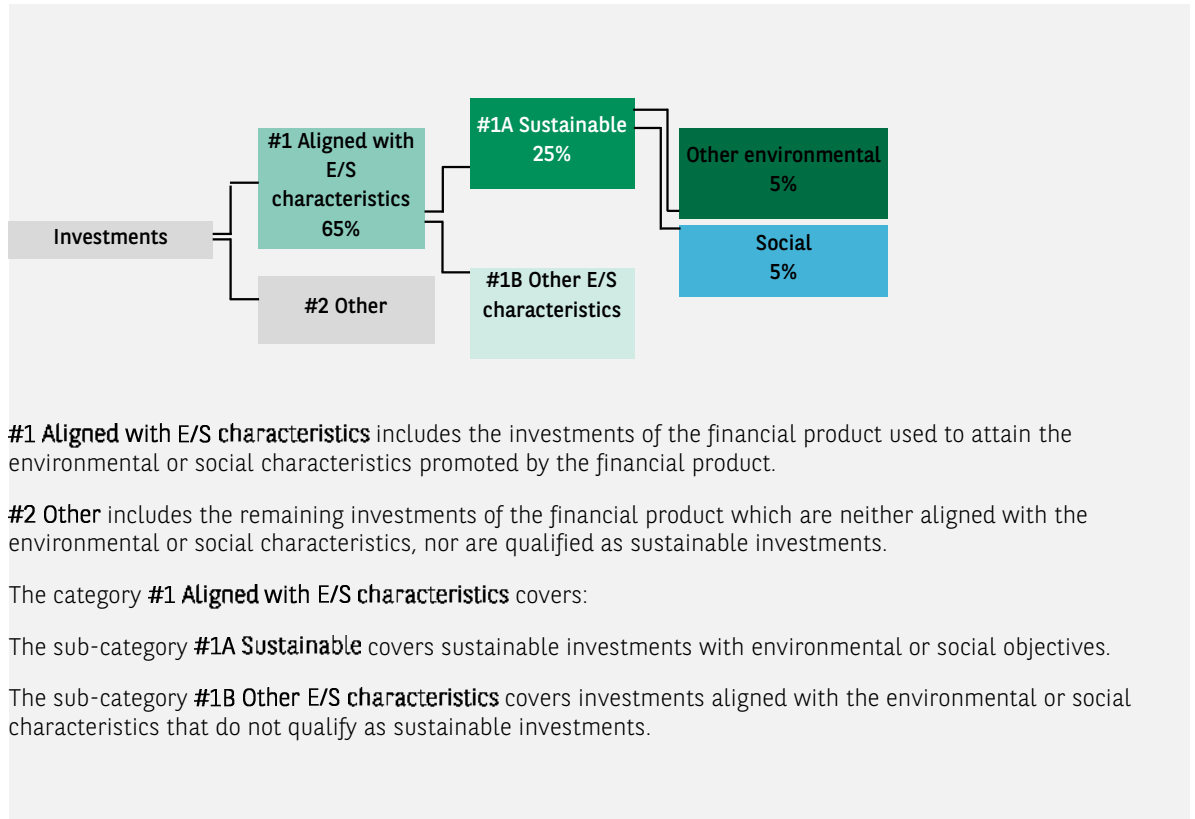 #1A Sustainable
25%
#1 Aligned with
E/S
characteristics
65%
Other environmental
5%
Investments
Social
5%
#2 Other
#1B Other E/S
characteristics
#1 Aligned with E/S characteristics includes the investments of the financial product used to attain the
environmental or social characteristics promoted by the financial product.
#2 Other includes the remaining investments of the financial product which are neither aligned with the
environmental or social characteristics, nor are qualified as sustainable investments.
The category #1 Aligned with E/S characteristics covers:
The sub-category #1A Sustainable covers sustainable investments with environmental or social objectives.
The sub-category #1B Other E/S characteristics covers investments aligned with the environmental or social
characteristics that do not qualify as sustainable investments.